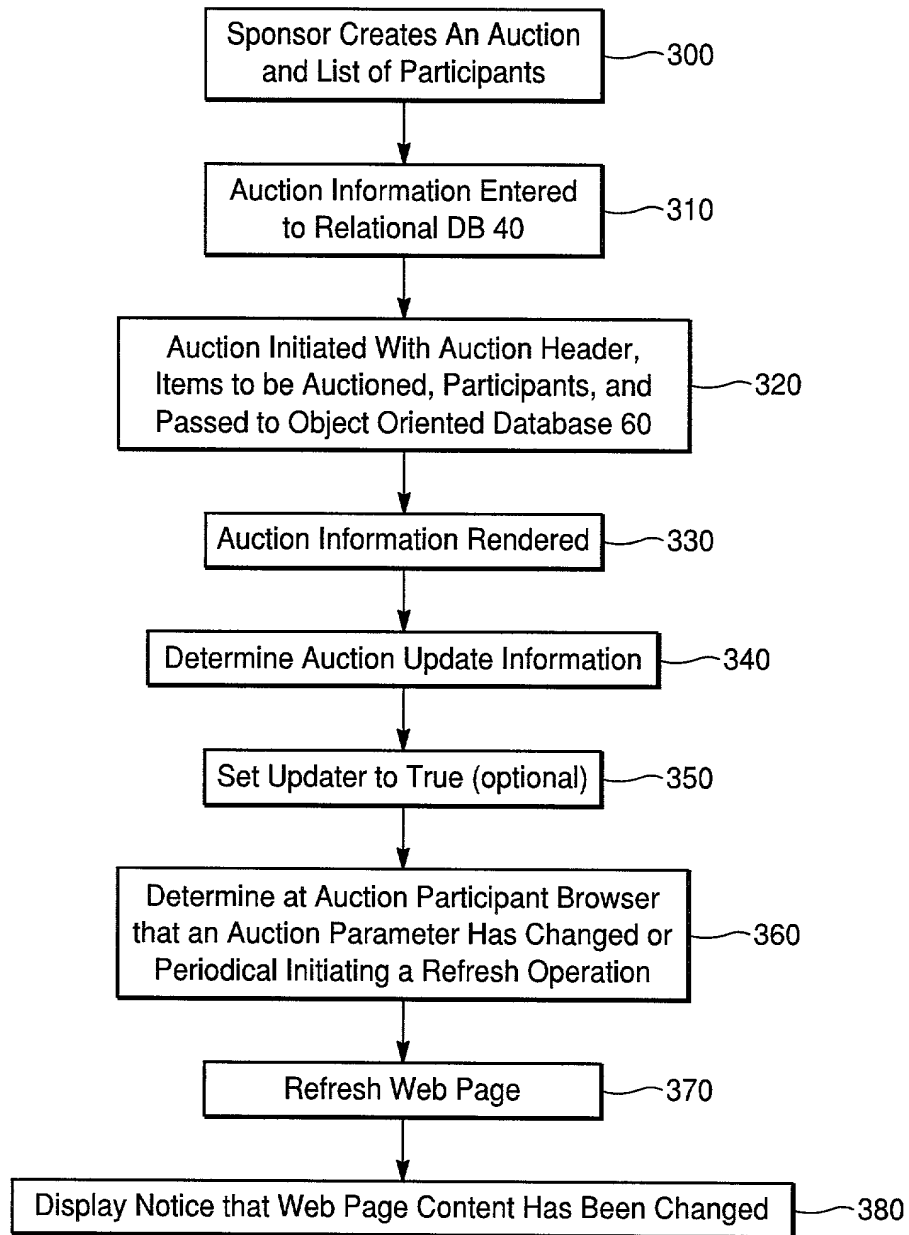 Sponsor Creates An Auction
and List of Participants
300
Auction Information Entered
to Relational DB 40
310
Auction Initiated With Auction Header,
Items to be Auctioned, Participants, and
Passed to Object Oriented Database 60
320
Auction Information Rendered
330
Determine Auction Update Information
340
Set Updater to True (optional)
350
Determine at Auction Participant Browser
that an Auction Parameter Has Changed or
Periodical Initiating a Refresh Operation
360
Refresh Web Page
370
Display Notice that Web Page Content Has Been Changed
380